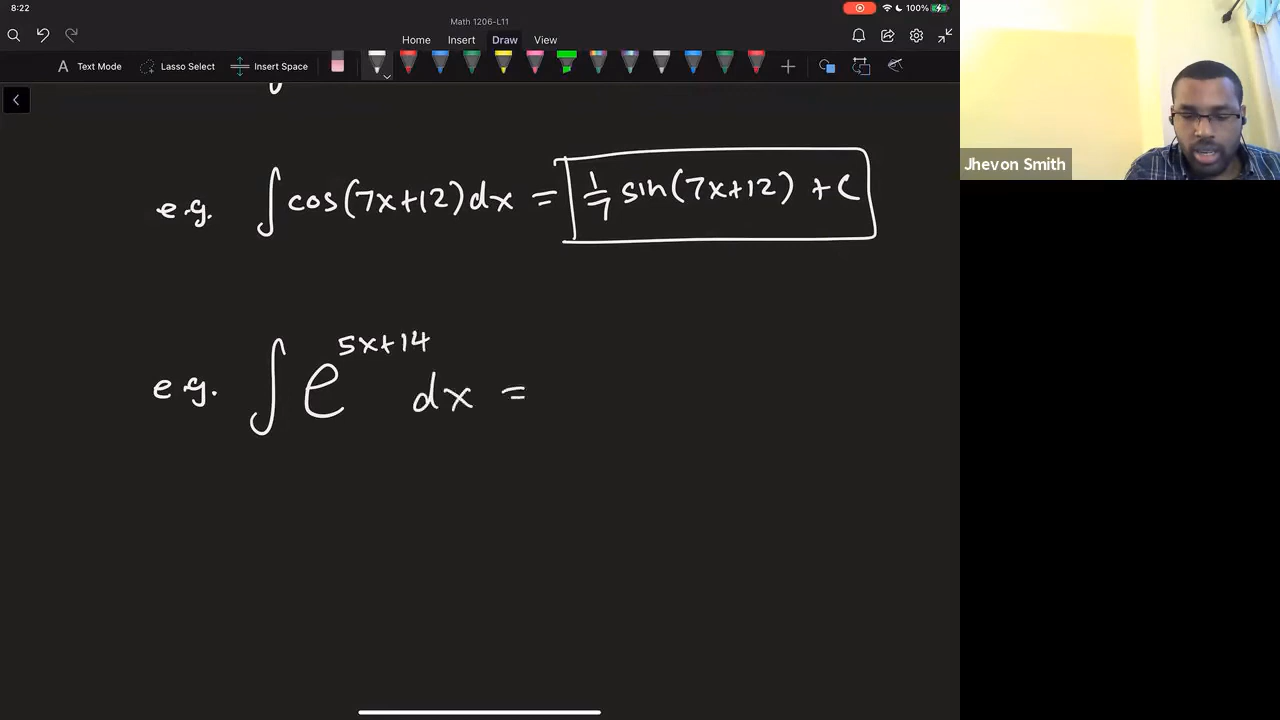 8:22
100%
Math 1206-L11
Home Insert Draw View
Text Mode Lasso Select Insert Space
e.g. ∫ cos(7x+12)dx = 1/7 sin(7x+12) + C
e.g. ∫ e^{5x+14} dx =
Jhevon Smith